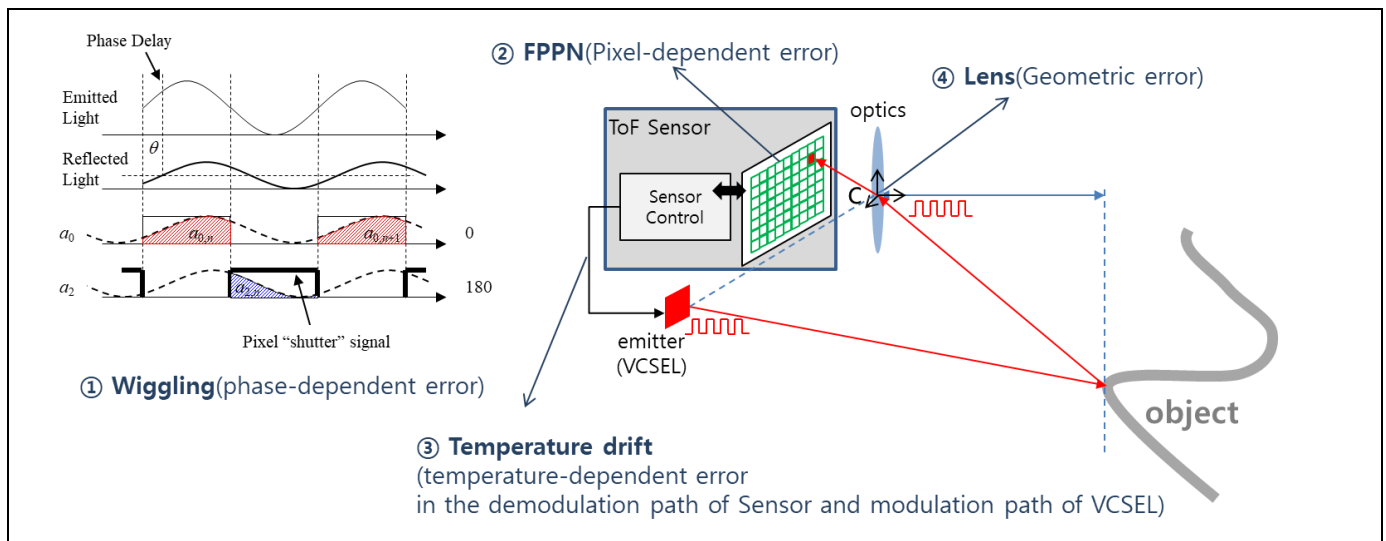 Phase Delay
Emitted
Light
θ
Reflected
Light
a0
a0,n
a0,n+1
0
a2
a2,n
180
Pixel “shutter” signal
① Wiggling(phase-dependent error)
② FPPN(Pixel-dependent error)
④ Lens(Geometric error)
ToF Sensor
optics
Sensor
Control
C
emitter
(VCSEL)
object
③ Temperature drift
(temperature-dependent error
in the demodulation path of Sensor and modulation path of VCSEL)